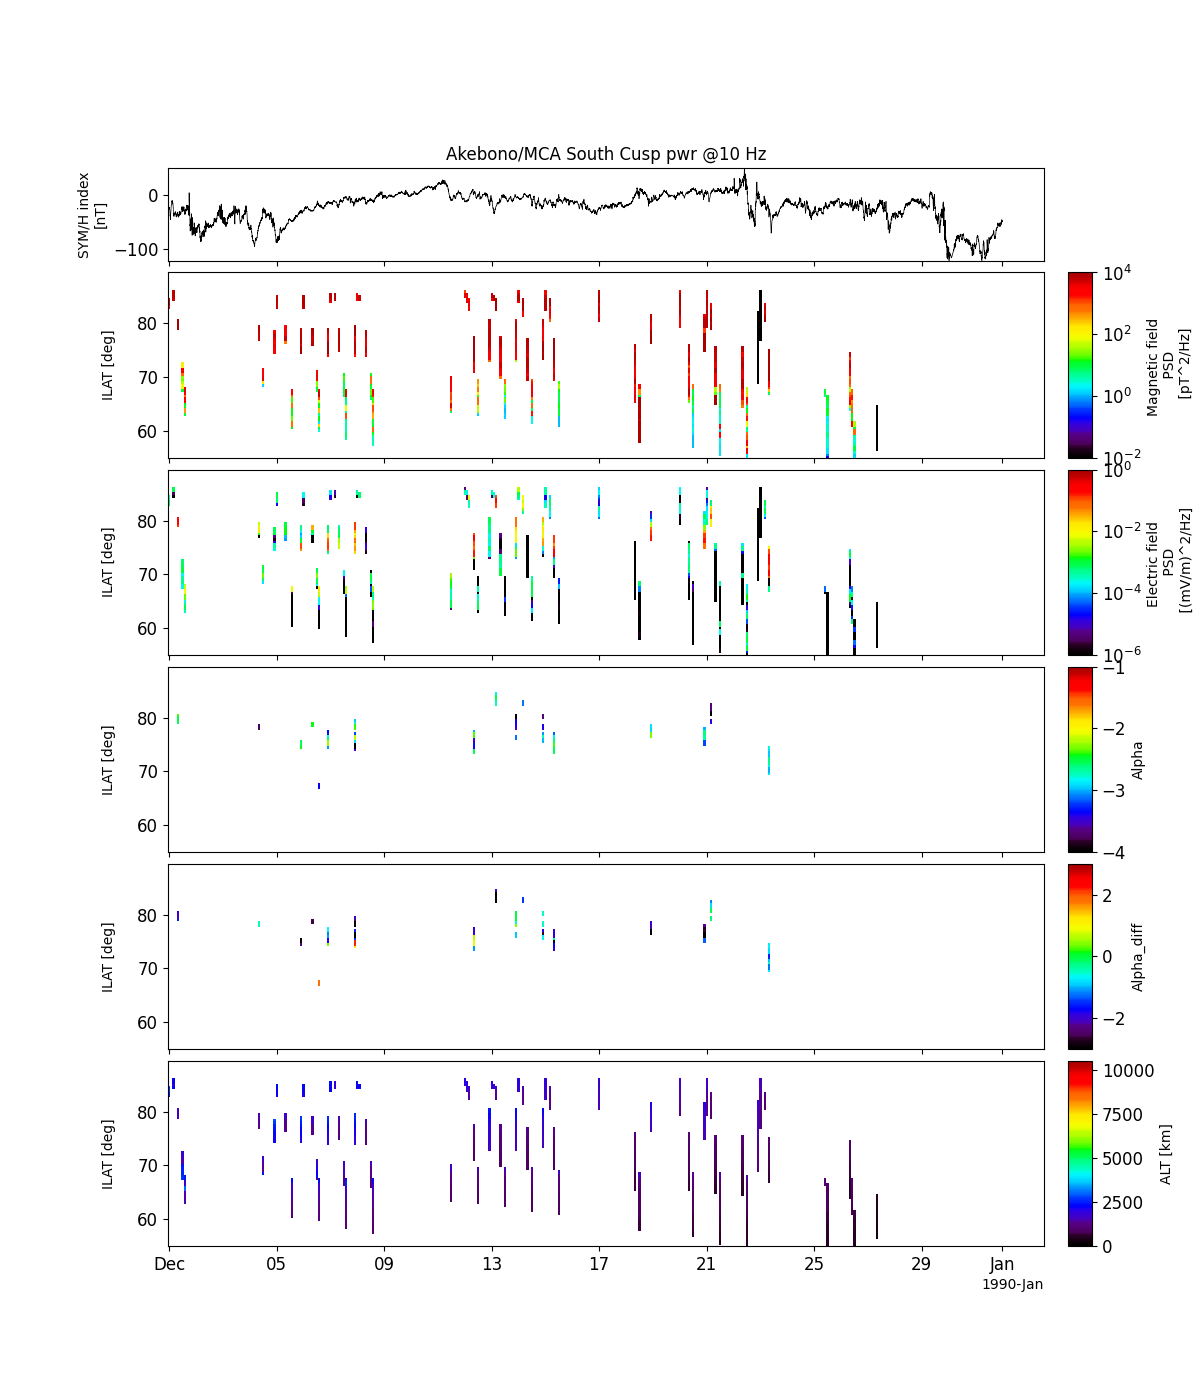 Akebono/MCA South Cusp pwr @10 Hz
SYM/H index
[nT]
0
−100
ILAT [deg]
80
70
60
10^4
10^2
10^0
10^-2
Magnetic field
PSD
[pT^2/Hz]
ILAT [deg]
80
70
60
10^0
10^-2
10^-4
10^-6
Electric field
PSD
[(mV/m)^2/Hz]
ILAT [deg]
80
70
60
−1
−2
−3
−4
Alpha
ILAT [deg]
80
70
60
2
0
−2
Alpha_diff
ILAT [deg]
80
70
60
10000
7500
5000
2500
0
ALT [km]
Dec 05 09 13 17 21 25 29 Jan
1990-Jan